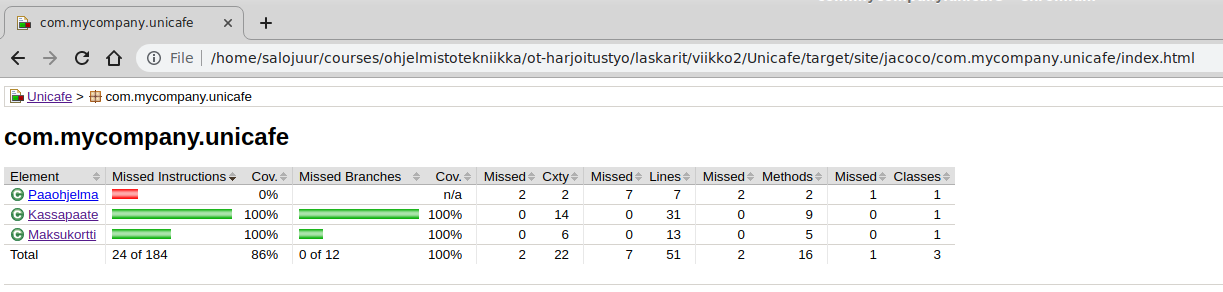 com.mycompany.unicafe
File /home/salojuur/courses/ohjelmistotekniikka/ot-harjoitustyo/laskarit/viikko2/Unicafe/target/site/jacoco/com.mycompany.unicafe/index.html
Unicafe > com.mycompany.unicafe
com.mycompany.unicafe
Element Missed Instructions Cov. Missed Branches Cov. Missed Cxty Missed Lines Missed Methods Missed Classes
C Paaohjelma 0% n/a 2 2 7 7 2 2 1 1
C Kassapaate 100% 100% 0 14 0 31 0 9 0 1
C Maksukortti 100% 100% 0 6 0 13 0 5 0 1
Total 24 of 184 86% 0 of 12 100% 2 22 7 51 2 16 1 3